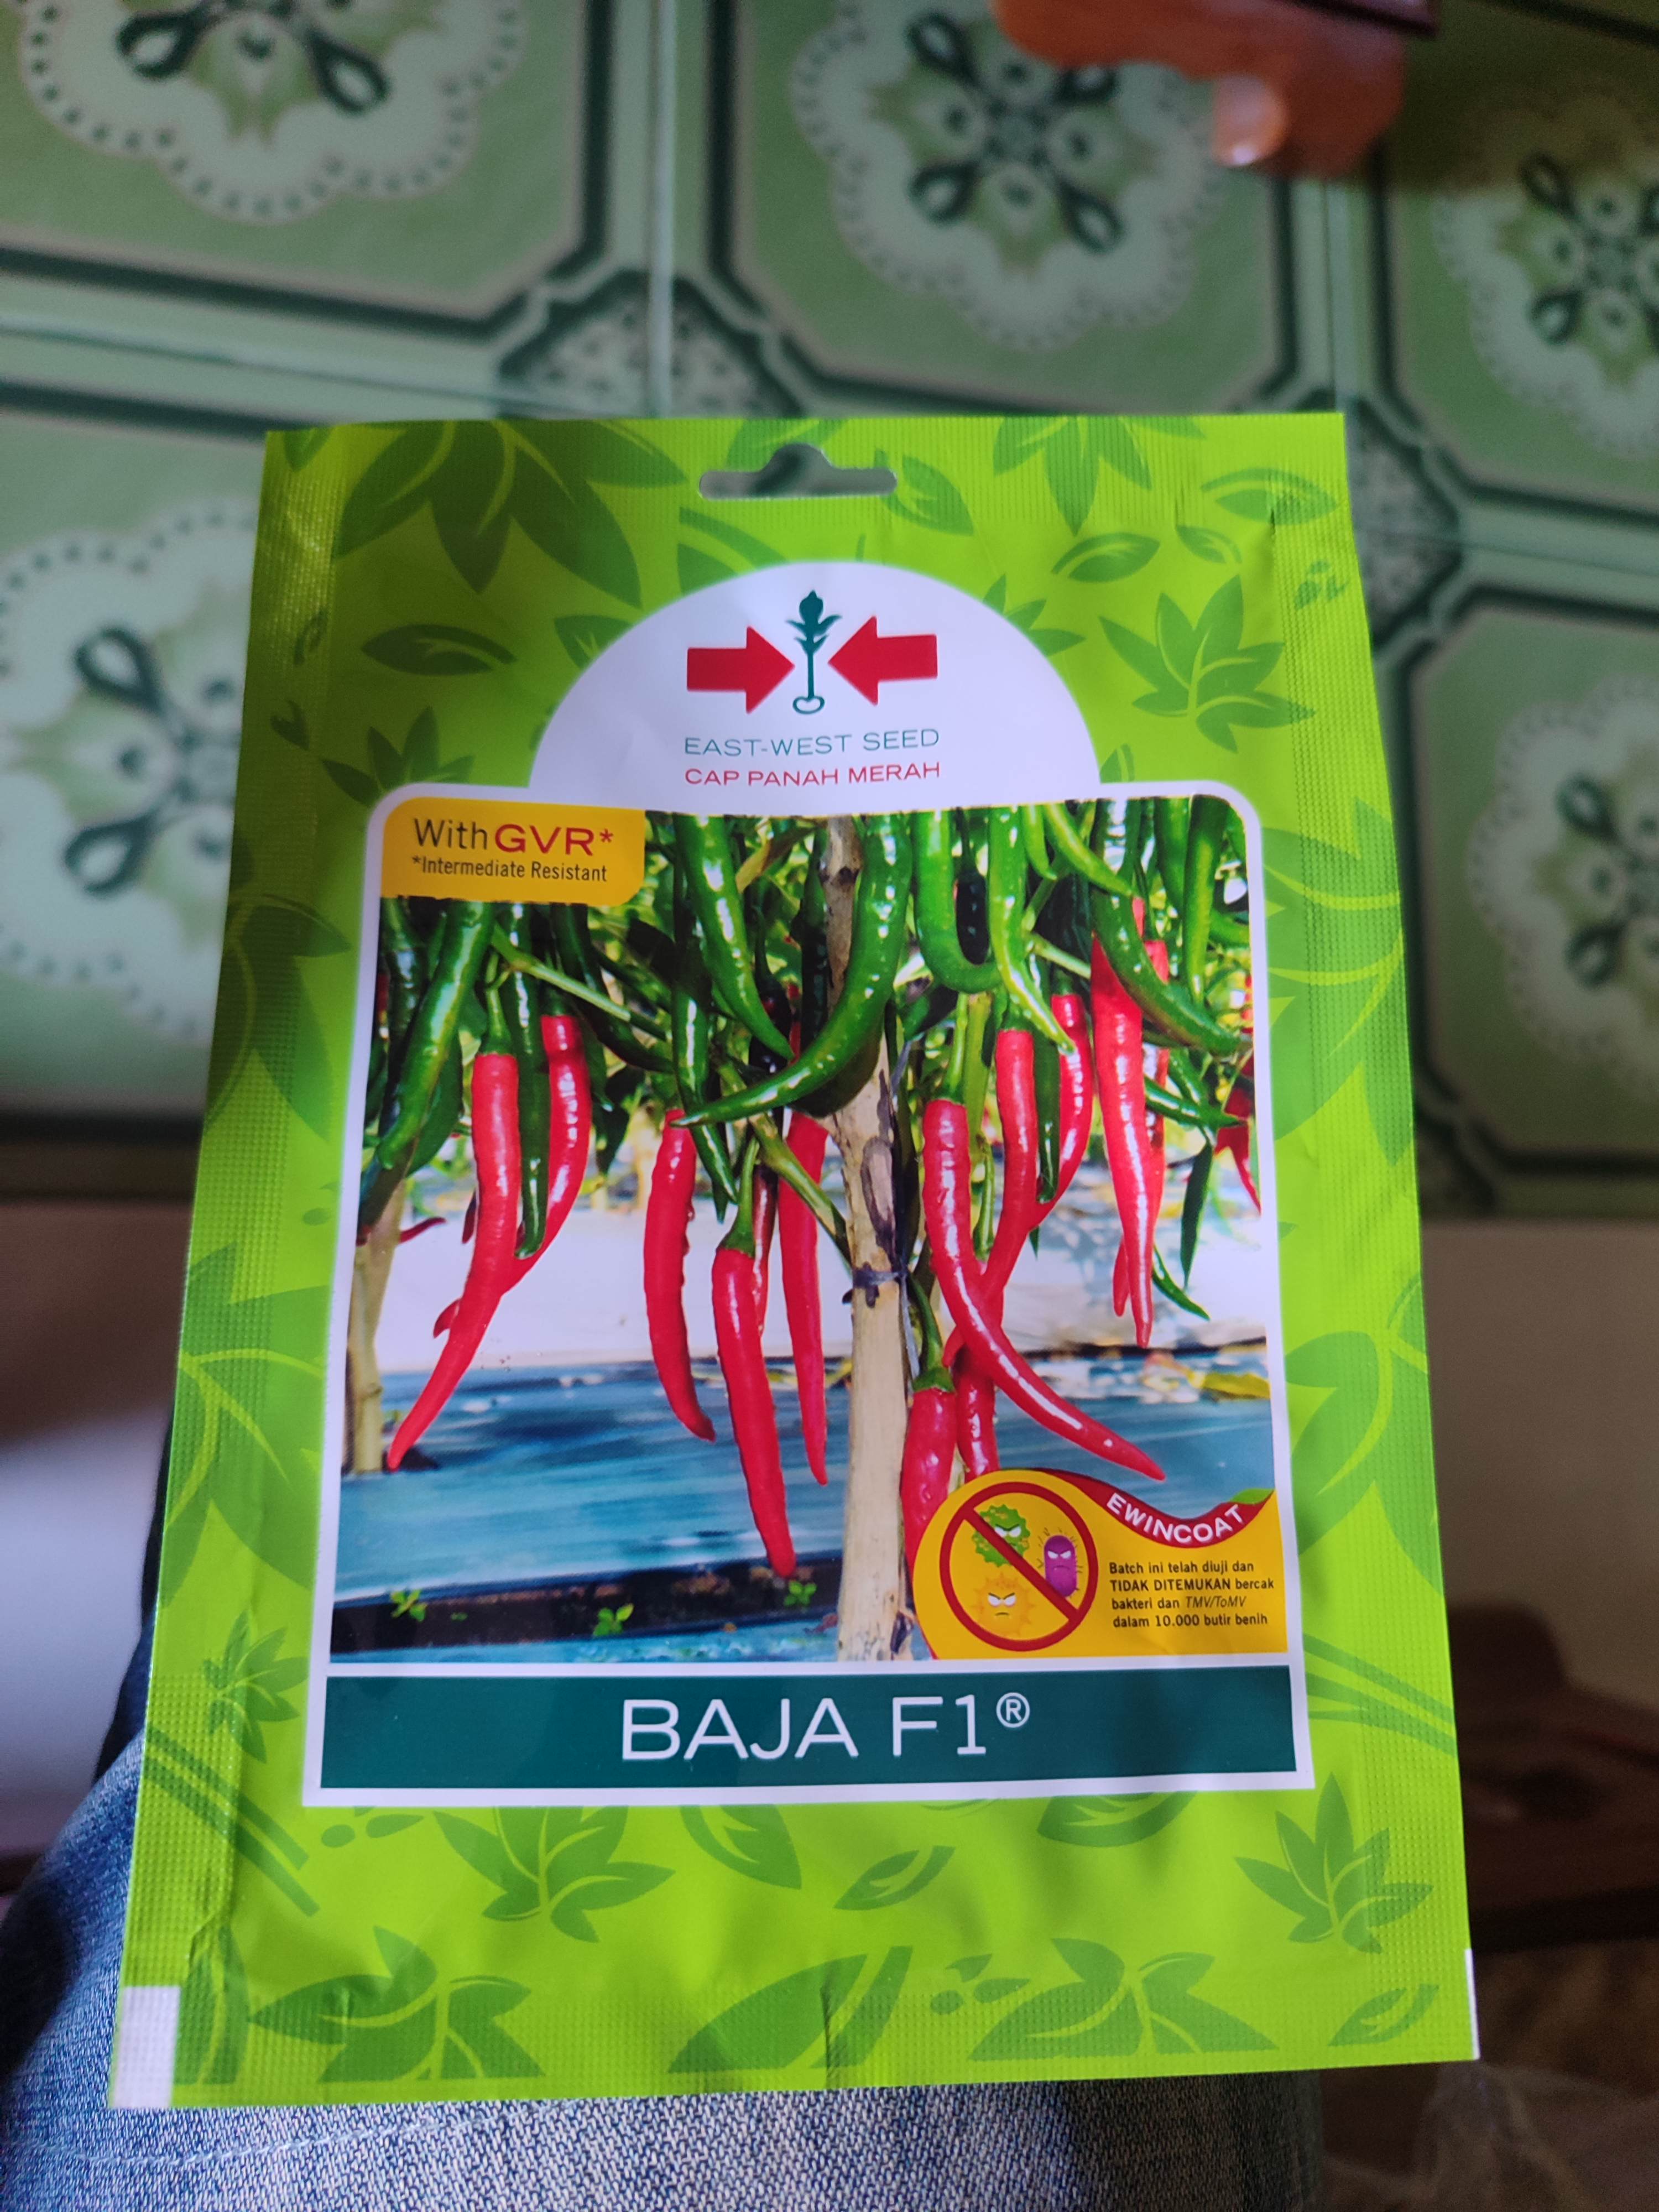 EAST-WEST SEED
CAP PANAH MERAH
With GVR*
*Intermediate Resistant
EWINCOAT
Batch ini telah diuji dan
TIDAK DITEMUKAN bercak
bakteri dan TMV/ToMV
dalam 10.000 butir benih
BAJA F1®